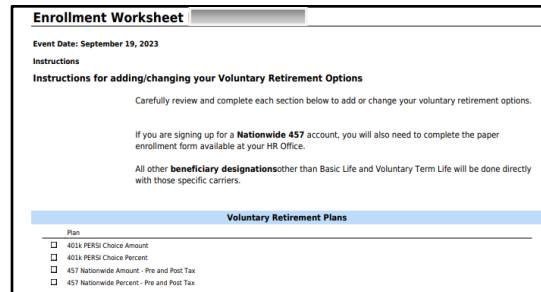 Enrollment Worksheet
Event Date: September 19, 2023
Instructions
Instructions for adding/changing your Voluntary Retirement Options
Carefully review and complete each section below to add or change your voluntary retirement options.
If you are signing up for a Nationwide 457 account, you will also need to complete the paper
enrollment form available at your HR Office.
All other beneficiary designationsother than Basic Life and Voluntary Term Life will be done directly
with those specific carriers.
Voluntary Retirement Plans
Plan
401k PERSI Choice Amount
401k PERSI Choice Percent
457 Nationwide Amount - Pre and Post Tax
457 Nationwide Percent - Pre and Post Tax